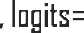 , logits=